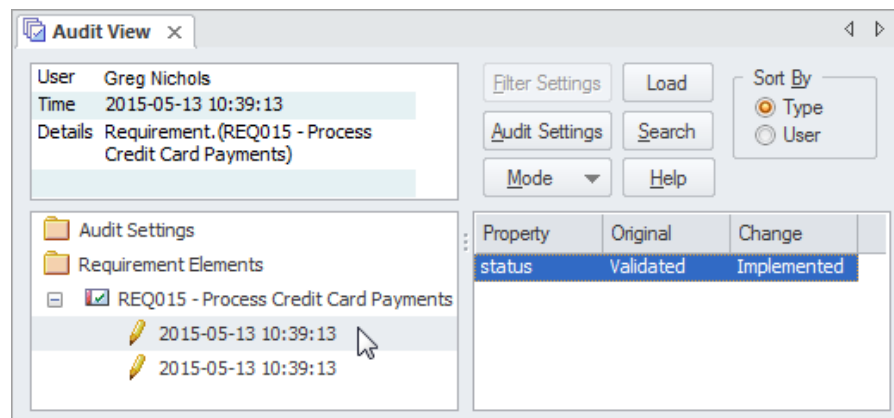 Audit View
User Greg Nichols
Time 2015-05-13 10:39:13
Details Requirement.(REQ015 - Process
Credit Card Payments)
Filter Settings Load
Audit Settings Search
Mode Help
Sort By
Type
User
Audit Settings
Requirement Elements
REQ015 - Process Credit Card Payments
2015-05-13 10:39:13
2015-05-13 10:39:13
Property Original Change
status Validated Implemented